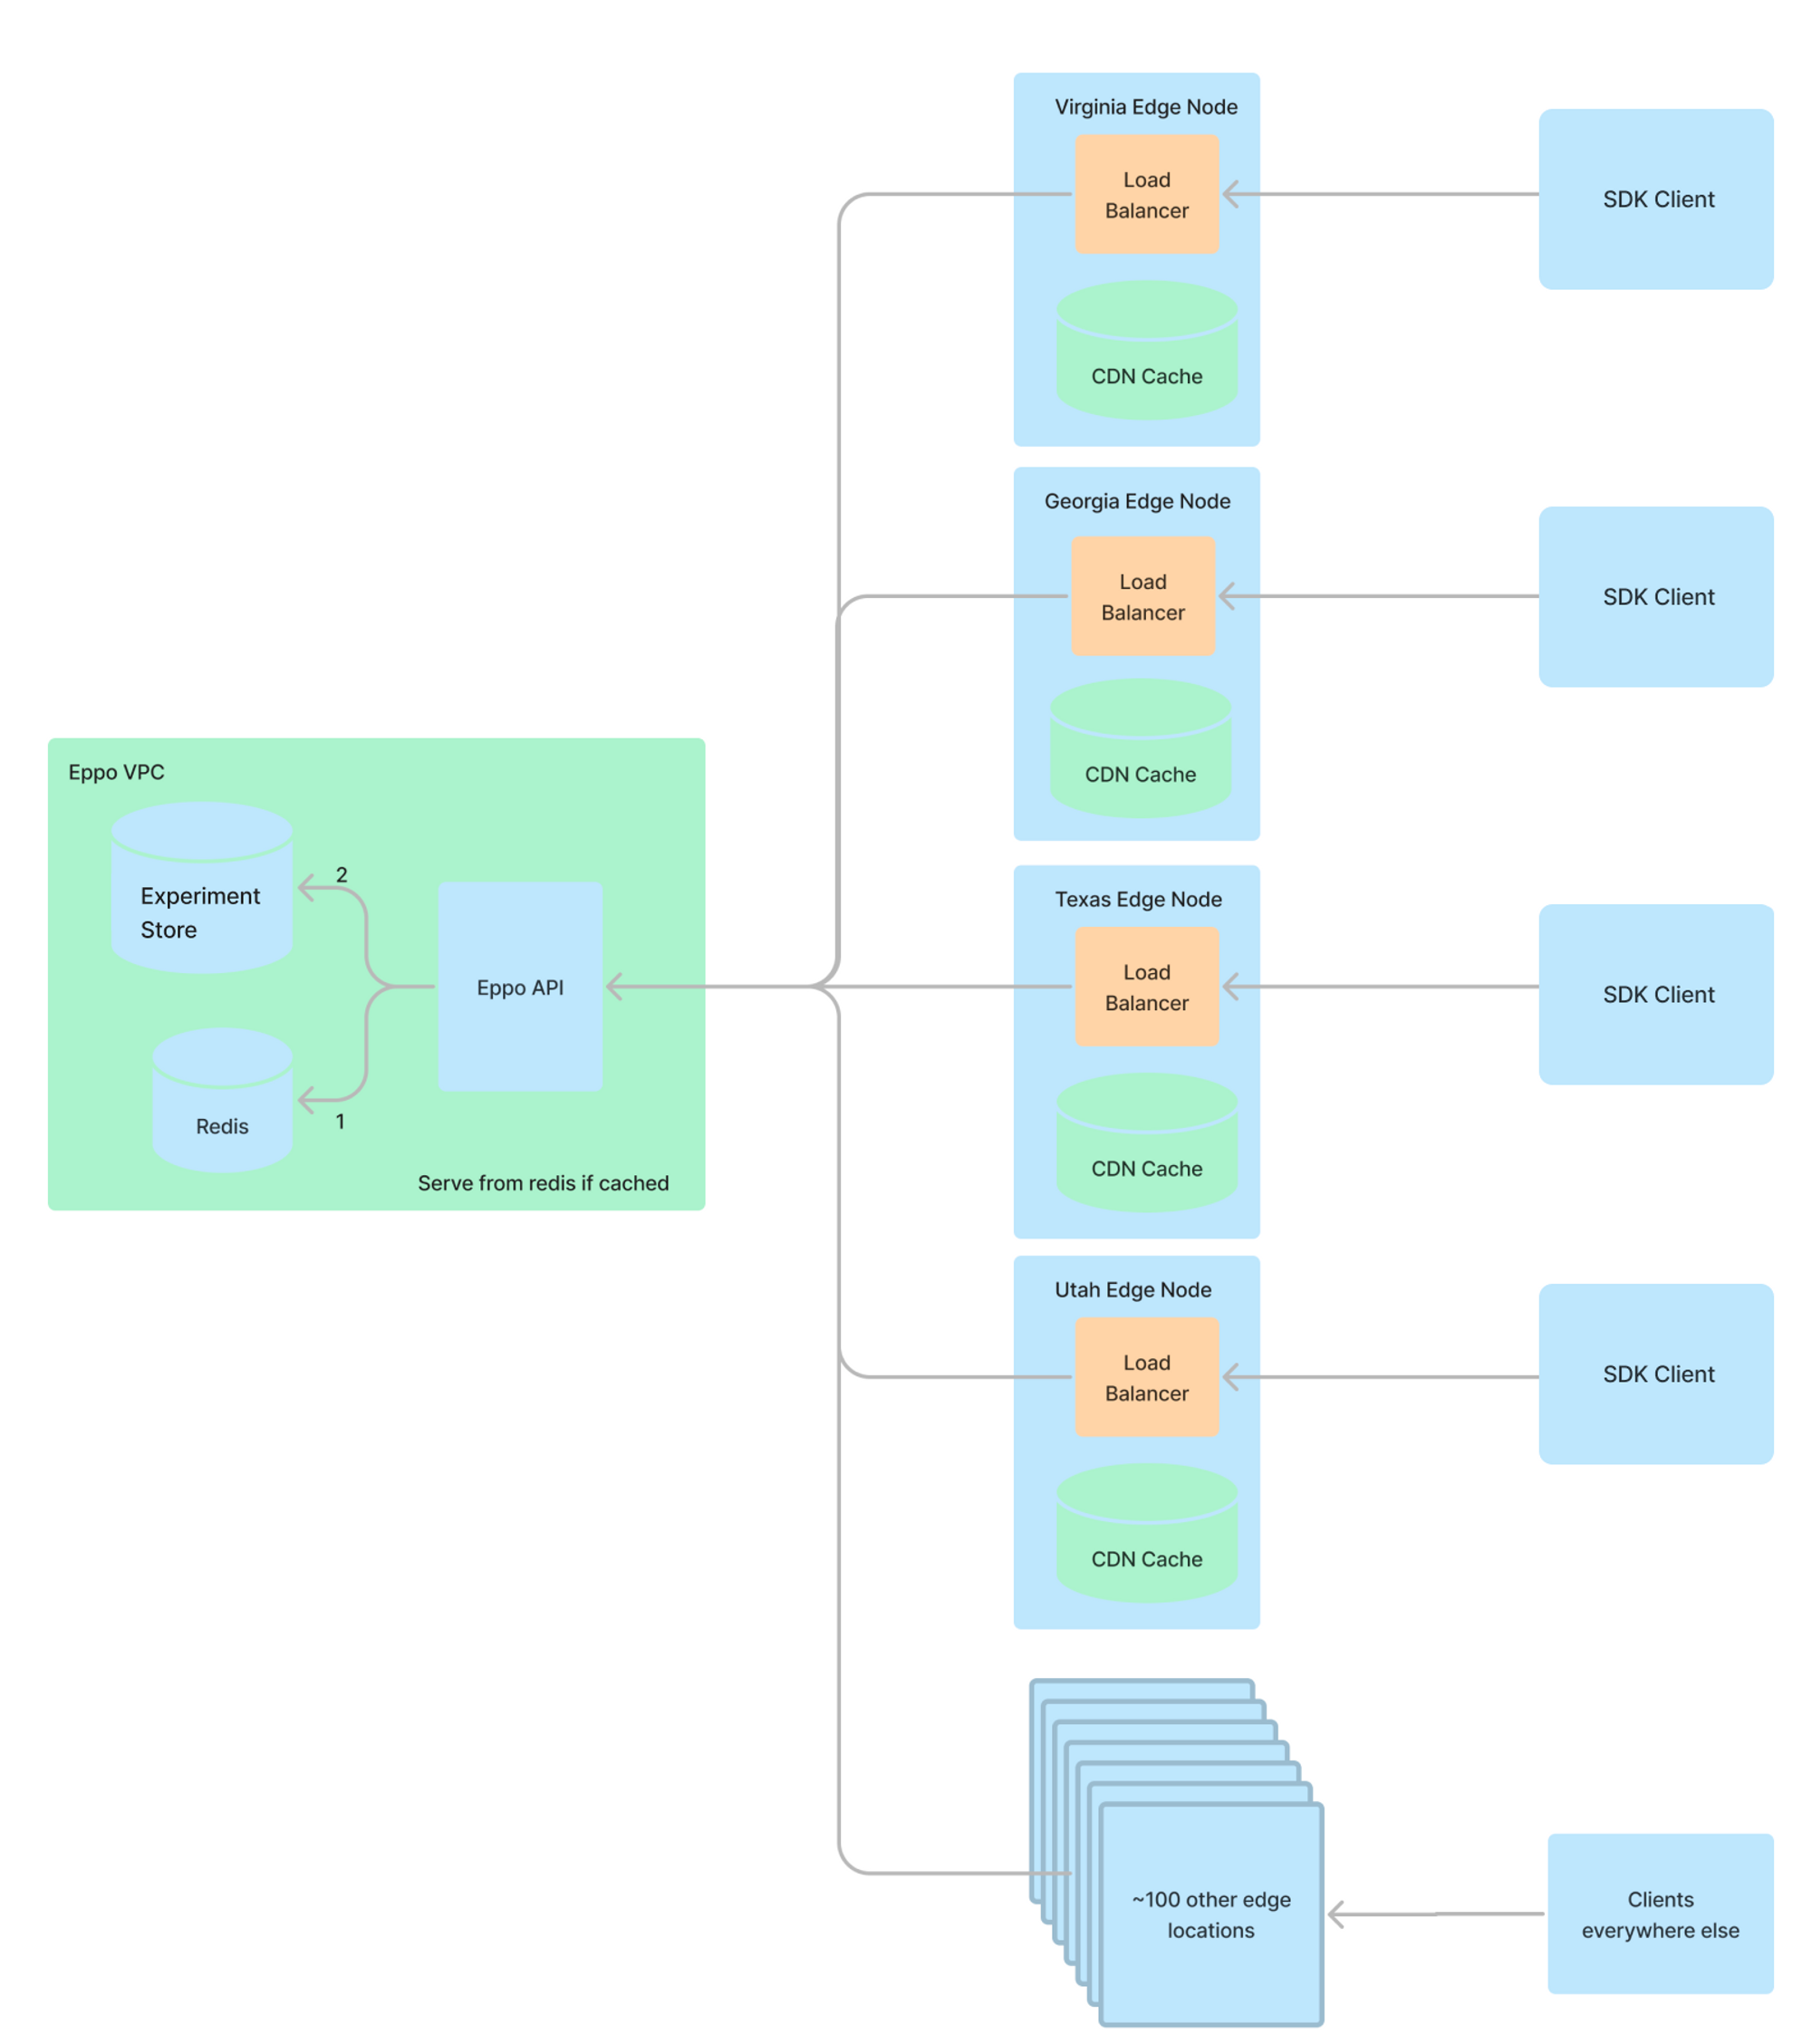 Virginia Edge Node
Load
Balancer
CDN Cache
SDK Client
Georgia Edge Node
Load
Balancer
CDN Cache
SDK Client
Eppo VPC
Experiment
Store
2
Eppo API
Redis
1
Serve from redis if cached
Texas Edge Node
Load
Balancer
CDN Cache
SDK Client
Utah Edge Node
Load
Balancer
CDN Cache
SDK Client
~100 other edge
locations
Clients
everywhere else